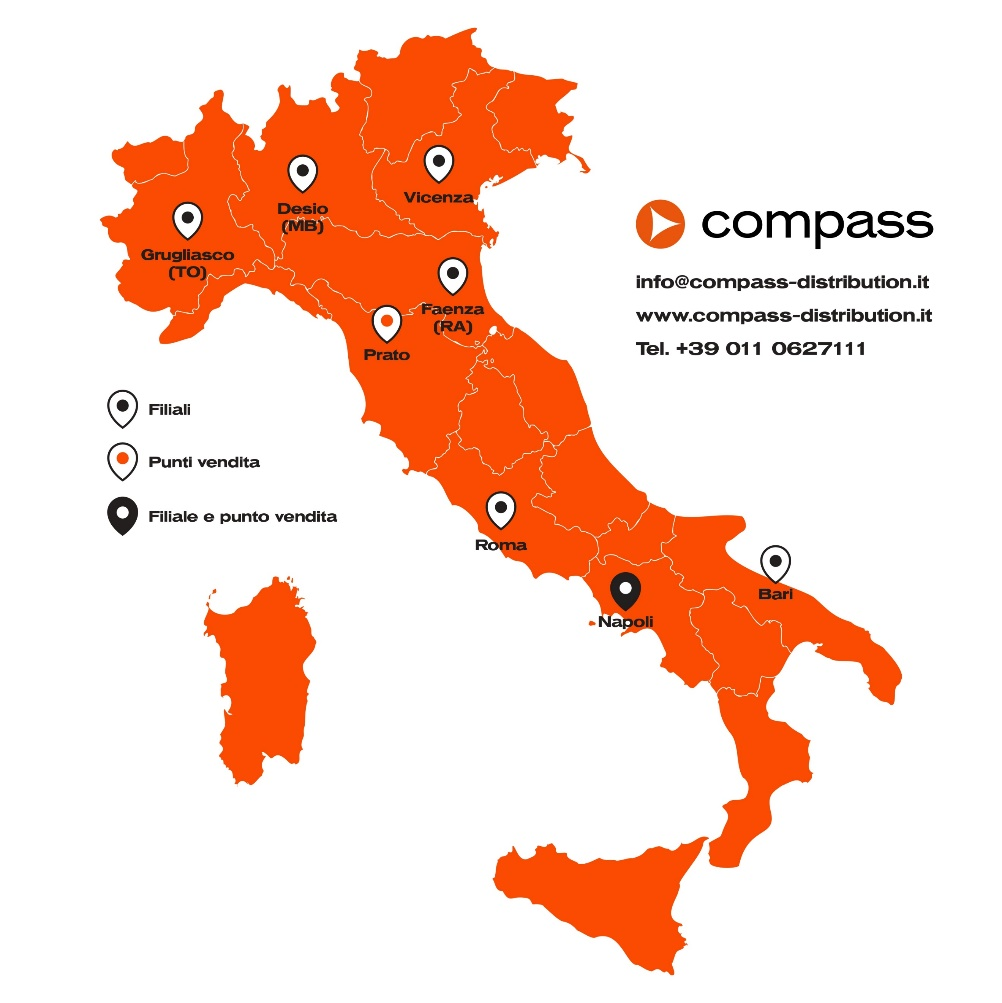 Vicenza
Desio
(MB)
compass
Grugliasco
(TO)
info@compass-distribution.it
Faenza
(RA)
www.compass-distribution.it
Prato
Tel. +39 011 0627111
Filiali
Punti vendita
Filiale e punto vendita
Roma
Bari
Napoli